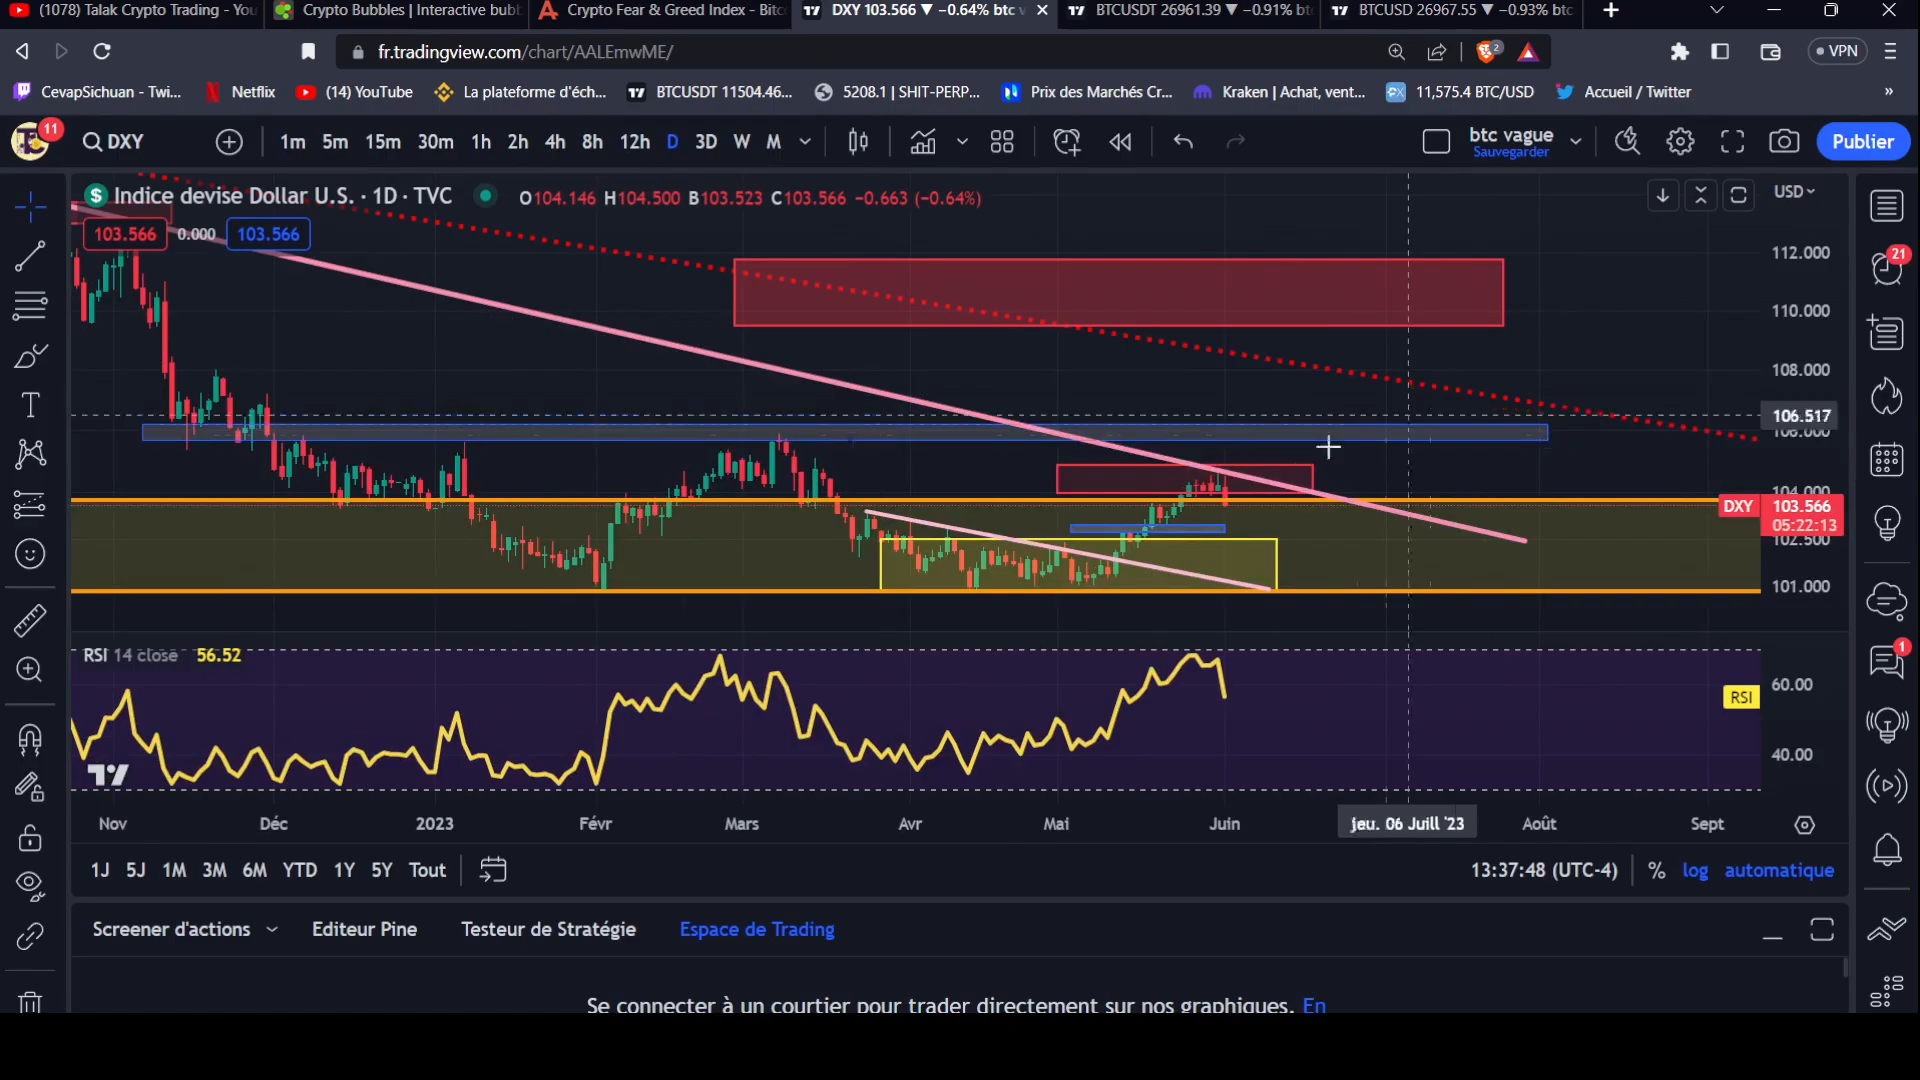 (1078) Talak Crypto Trading - You
Crypto Bubbles | Interactive bubb
Crypto Fear & Greed Index - Bitco
DXY 103.566 ▼ −0.64% btc v
BTCUSDT 26961.39 ▼ −0.91% bt
BTCUSD 26967.55 ▼ −0.93% btc
fr.tradingview.com/chart/AALEmwME/
2
VPN
CevapSichuan - Twi...
Netflix
(14) YouTube
La plateforme d'éch...
BTCUSDT 11504.46...
5208.1 | SHIT-PERP...
Prix des Marchés Cr...
Kraken | Achat, vent...
11,575.4 BTC/USD
Accueil / Twitter
»
11
DXY
1m 5m 15m 30m 1h 2h 4h 8h 12h D 3D W M
btc vague
Sauvegarder
Publier
Indice devise Dollar U.S. · 1D · TVC
O104.146 H104.500 B103.523 C103.566 −0.663 (−0.64%)
USD
103.566 0.000 103.566
112.000
21
110.000
108.000
106.517
106.000
104.000
DXY 103.566
05:22:13
102.500
101.000
RSI 14 close 56.52
60.00
RSI
1
40.00
Nov Déc 2023 Févr Mars Avr Mai Juin jeu. 06 Juill '23 Août Sept
1J 5J 1M 3M 6M YTD 1Y 5Y Tout
13:37:48 (UTC-4) % log automatique
Screener d'actions Editeur Pine Testeur de Stratégie Espace de Trading
Se connecter à un courtier pour trader directement sur nos graphiques. En